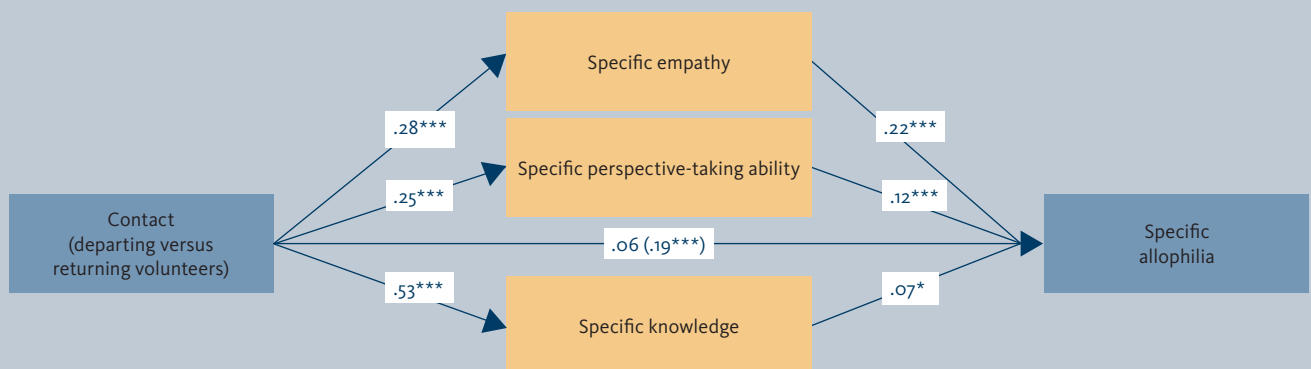 Specific empathy
.28***
.22***
Specific perspective-taking ability
.25***
.12***
Contact
(departing versus
returning volunteers)
.06 (.19***)
Specific
allophilia
.53***
.07*
Specific knowledge